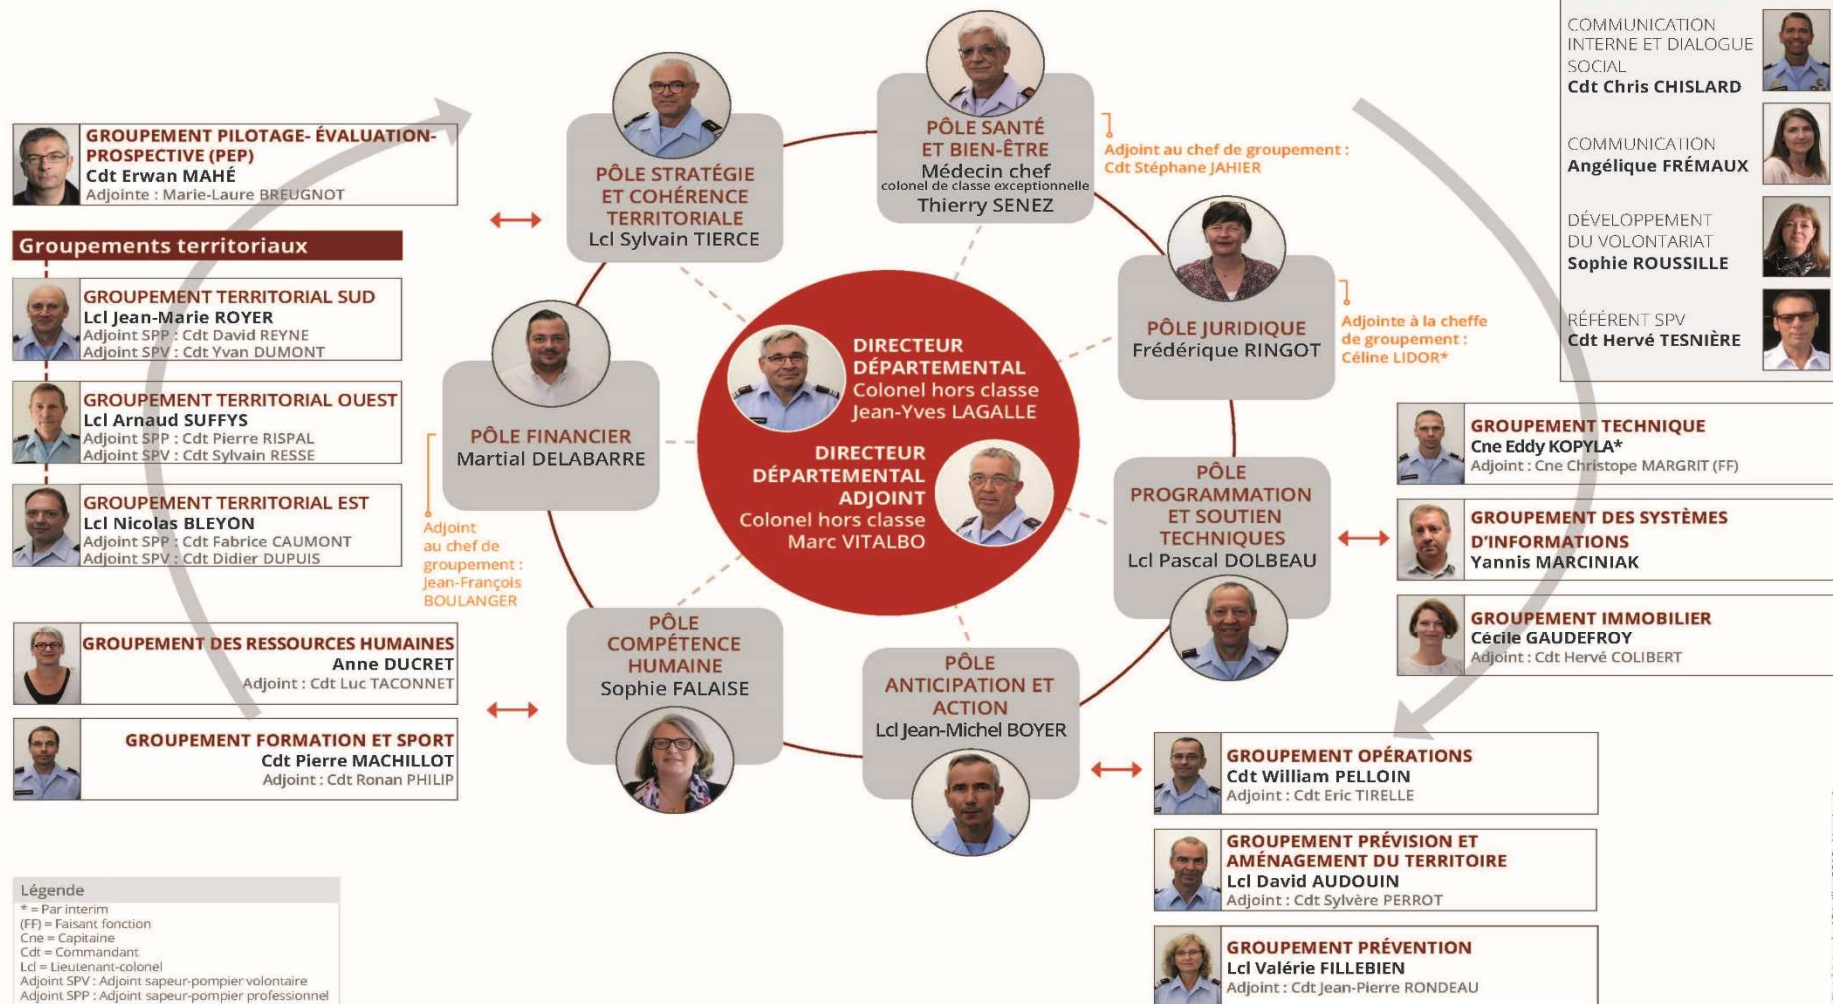 COMMUNICATION
INTERNE ET DIALOGUE
SOCIAL
Cdt Chris CHISLARD
COMMUNICATION
Angélique FRÉMAUX
DÉVELOPPEMENT
DU VOLONTARIAT
Sophie ROUSSILLE
RÉFÉRENT SPV
Cdt Hervé TESNIÈRE
GROUPEMENT PILOTAGE- ÉVALUATION-
PROSPECTIVE (PEP)
Cdt Erwan MAHÉ
Adjointe : Marie-Laure BREUGNOT
Groupements territoriaux
GROUPEMENT TERRITORIAL SUD
Lcl Jean-Marie ROYER
Adjoint SPP : Cdt David REYNE
Adjoint SPV : Cdt Yvan DUMONT
GROUPEMENT TERRITORIAL OUEST
Lcl Arnaud SUFFYS
Adjoint SPP : Cdt Pierre RISPAL
Adjoint SPV : Cdt Sylvain RESSE
GROUPEMENT TERRITORIAL EST
Lcl Nicolas BLEYON
Adjoint SPP : Cdt Fabrice CAUMONT
Adjoint SPV : Cdt Didier DUPUIS
GROUPEMENT DES RESSOURCES HUMAINES
Anne DUCRET
Adjoint : Cdt Luc TACONNET
GROUPEMENT FORMATION ET SPORT
Cdt Pierre MACHILLOT
Adjoint : Cdt Ronan PHILIP
PÔLE STRATÉGIE
ET COHÉRENCE
TERRITORIALE
Lcl Sylvain TIERCE
PÔLE SANTÉ
ET BIEN-ÊTRE
Médecin chef
colonel de classe exceptionnelle
Thierry SENEZ
Adjoint au chef de groupement :
Cdt Stéphane JAHIER
PÔLE JURIDIQUE
Frédérique RINGOT
Adjointe à la cheffe
de groupement :
Céline LIDOR*
PÔLE FINANCIER
Martial DELABARRE
Adjoint
au chef de
groupement :
Jean-François
BOULANGER
DIRECTEUR
DÉPARTEMENTAL
Colonel hors classe
Jean-Yves LAGALLE
DIRECTEUR
DÉPARTEMENTAL
ADJOINT
Colonel hors classe
Marc VITALBO
PÔLE
PROGRAMMATION
ET SOUTIEN
TECHNIQUES
Lcl Pascal DOLBEAU
PÔLE
COMPÉTENCE
HUMAINE
Sophie FALAISE
PÔLE
ANTICIPATION ET
ACTION
Lcl Jean-Michel BOYER
GROUPEMENT TECHNIQUE
Cne Eddy KOPYLA*
Adjoint : Cne Christope MARGRIT (FF)
GROUPEMENT DES SYSTÈMES
D'INFORMATIONS
Yannis MARCINIAK
GROUPEMENT IMMOBILIER
Cécile GAUDEFROY
Adjoint : Cdt Hervé COLIBERT
GROUPEMENT OPÉRATIONS
Cdt William PELLOIN
Adjoint : Cdt Eric TIRELLE
GROUPEMENT PRÉVISION ET
AMÉNAGEMENT DU TERRITOIRE
Lcl David AUDOUIN
Adjoint : Cdt Sylvère PERROT
GROUPEMENT PRÉVENTION
Lcl Valérie FILLEBIEN
Adjoint : Cdt Jean-Pierre RONDEAU
Légende
* = Par interim
(FF) = Faisant fonction
Cne = Capitaine
Cdt = Commandant
Lcl = Lieutenant-colonel
Adjoint SPV : Adjoint sapeur-pompier volontaire
Adjoint SPP : Adjoint sapeur-pompier professionnel